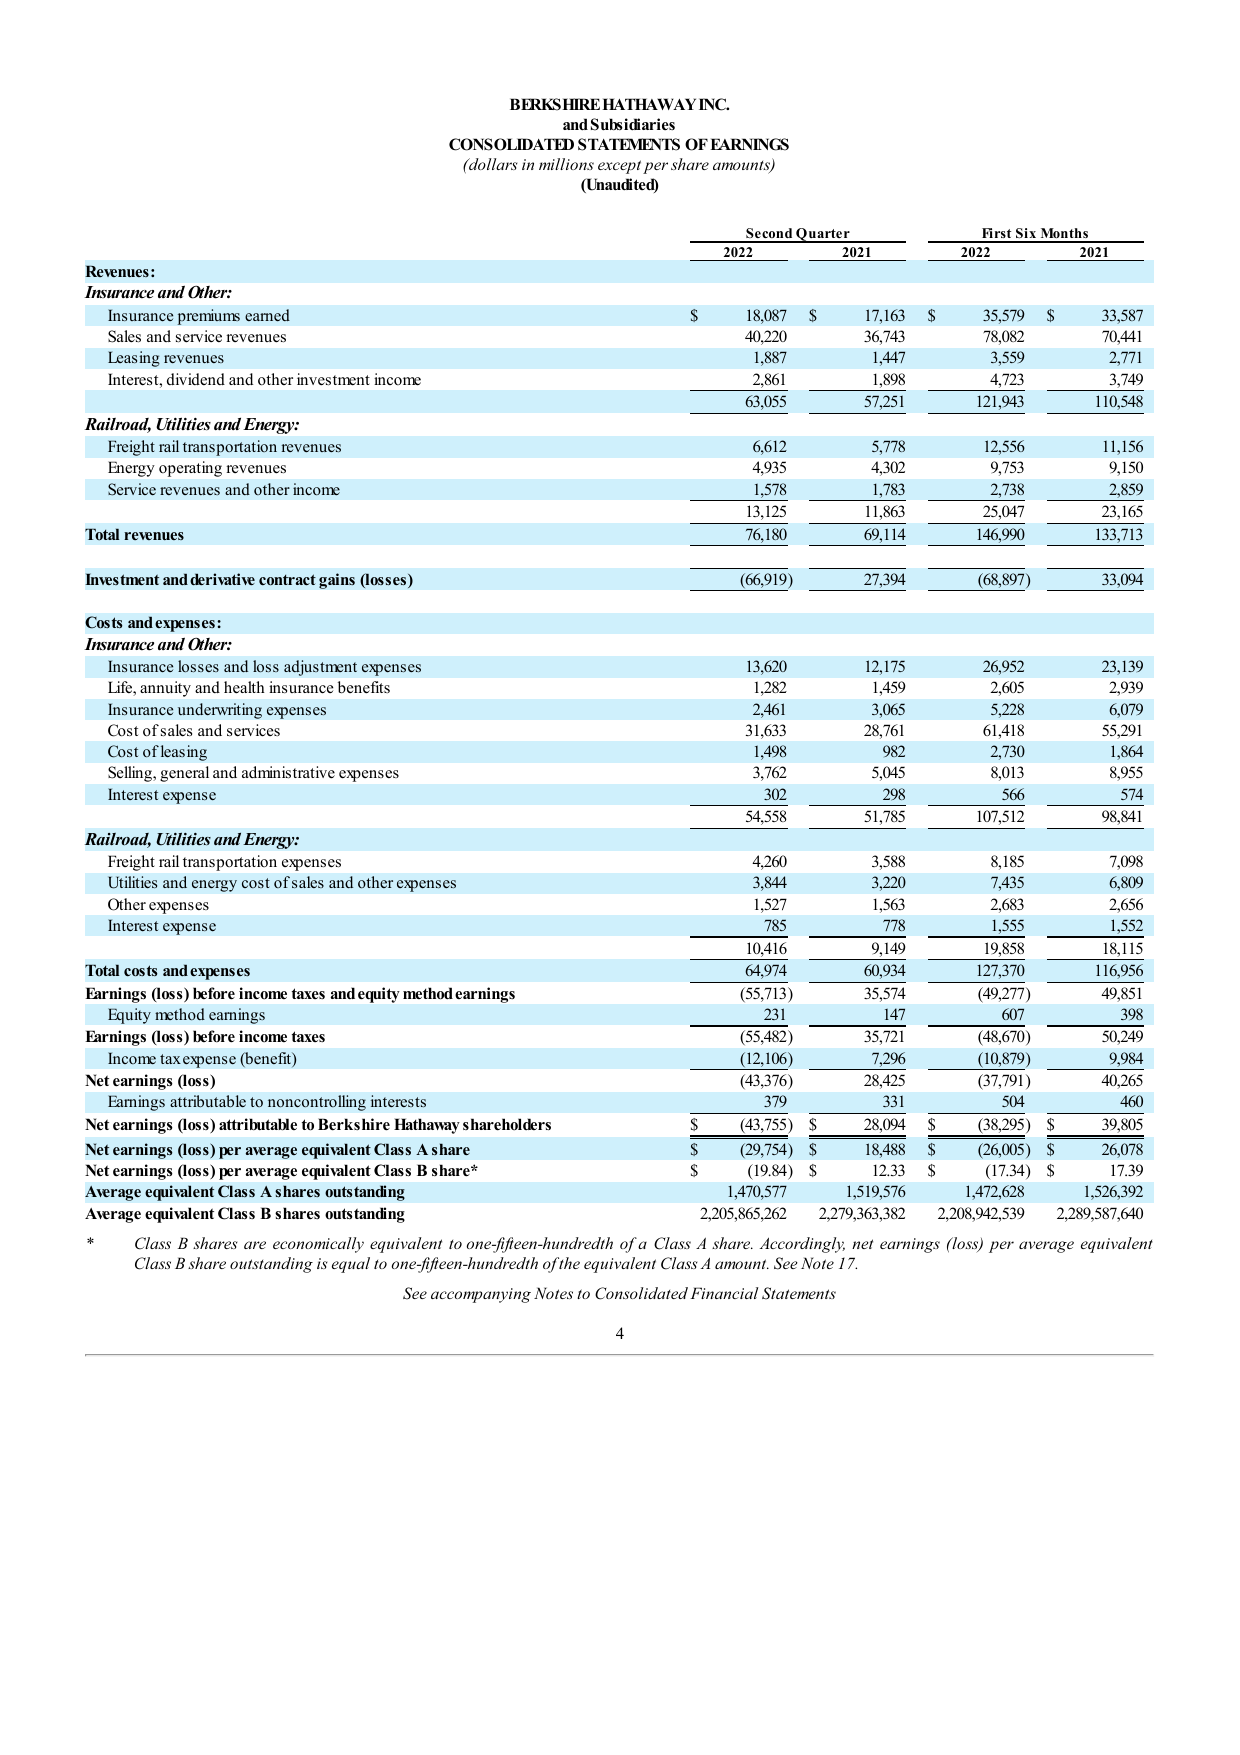 BERKSHIRE HATHAWAY INC.
and Subsidiaries
CONSOLIDATED STATEMENTS OF EARNINGS
(dollars in millions except per share amounts)
(Unaudited)
Second Quarter First Six Months
2022 2021 2022 2021
Revenues:
Insurance and Other:
Insurance premiums earned $ 18,087 $ 17,163 $ 35,579 $ 33,587
Sales and service revenues 40,220 36,743 78,082 70,441
Leasing revenues 1,887 1,447 3,559 2,771
Interest, dividend and other investment income 2,861 1,898 4,723 3,749
63,055 57,251 121,943 110,548
Railroad, Utilities and Energy:
Freight rail transportation revenues 6,612 5,778 12,556 11,156
Energy operating revenues 4,935 4,302 9,753 9,150
Service revenues and other income 1,578 1,783 2,738 2,859
13,125 11,863 25,047 23,165
Total revenues 76,180 69,114 146,990 133,713
Investment and derivative contract gains (losses) (66,919) 27,394 (68,897) 33,094
Costs and expenses:
Insurance and Other:
Insurance losses and loss adjustment expenses 13,620 12,175 26,952 23,139
Life, annuity and health insurance benefits 1,282 1,459 2,605 2,939
Insurance underwriting expenses 2,461 3,065 5,228 6,079
Cost of sales and services 31,633 28,761 61,418 55,291
Cost of leasing 1,498 982 2,730 1,864
Selling, general and administrative expenses 3,762 5,045 8,013 8,955
Interest expense 302 298 566 574
54,558 51,785 107,512 98,841
Railroad, Utilities and Energy:
Freight rail transportation expenses 4,260 3,588 8,185 7,098
Utilities and energy cost of sales and other expenses 3,844 3,220 7,435 6,809
Other expenses 1,527 1,563 2,683 2,656
Interest expense 785 778 1,555 1,552
10,416 9,149 19,858 18,115
Total costs and expenses 64,974 60,934 127,370 116,956
Earnings (loss) before income taxes and equity method earnings (55,713) 35,574 (49,277) 49,851
Equity method earnings 231 147 607 398
Earnings (loss) before income taxes (55,482) 35,721 (48,670) 50,249
Income tax expense (benefit) (12,106) 7,296 (10,879) 9,984
Net earnings (loss) (43,376) 28,425 (37,791) 40,265
Earnings attributable to noncontrolling interests 379 331 504 460
Net earnings (loss) attributable to Berkshire Hathaway shareholders $ (43,755) $ 28,094 $ (38,295) $ 39,805
Net earnings (loss) per average equivalent Class A share $ (29,754) $ 18,488 $ (26,005) $ 26,078
Net earnings (loss) per average equivalent Class B share* $ (19.84) $ 12.33 $ (17.34) $ 17.39
Average equivalent Class A shares outstanding 1,470,577 1,519,576 1,472,628 1,526,392
Average equivalent Class B shares outstanding 2,205,865,262 2,279,363,382 2,208,942,539 2,289,587,640
* Class B shares are economically equivalent to one-fifteen-hundredth of a Class A share. Accordingly, net earnings (loss) per average equivalent
Class B share outstanding is equal to one-fifteen-hundredth of the equivalent Class A amount. See Note 17.
See accompanying Notes to Consolidated Financial Statements
4